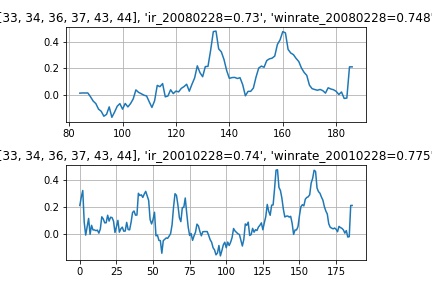 [33, 34, 36, 37, 43, 44], 'ir_20080228=0.73', 'winrate_20080228=0.748'
0.4
0.2
0.0
80 100 120 140 160 180
[33, 34, 36, 37, 43, 44], 'ir_20010228=0.74', 'winrate_20010228=0.775'
0.4
0.2
0.0
0 25 50 75 100 125 150 175